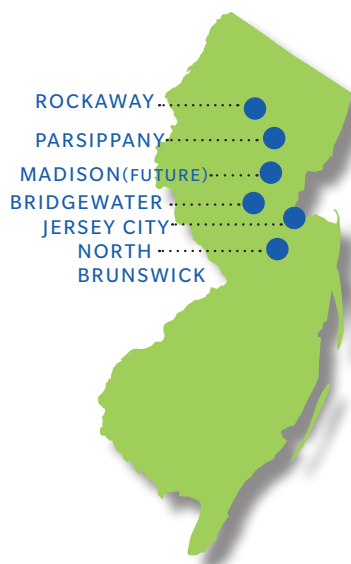 ROCKAWAY
PARSIPPANY
MADISON(FUTURE)
BRIDGEWATER
JERSEY CITY
NORTH
BRUNSWICK